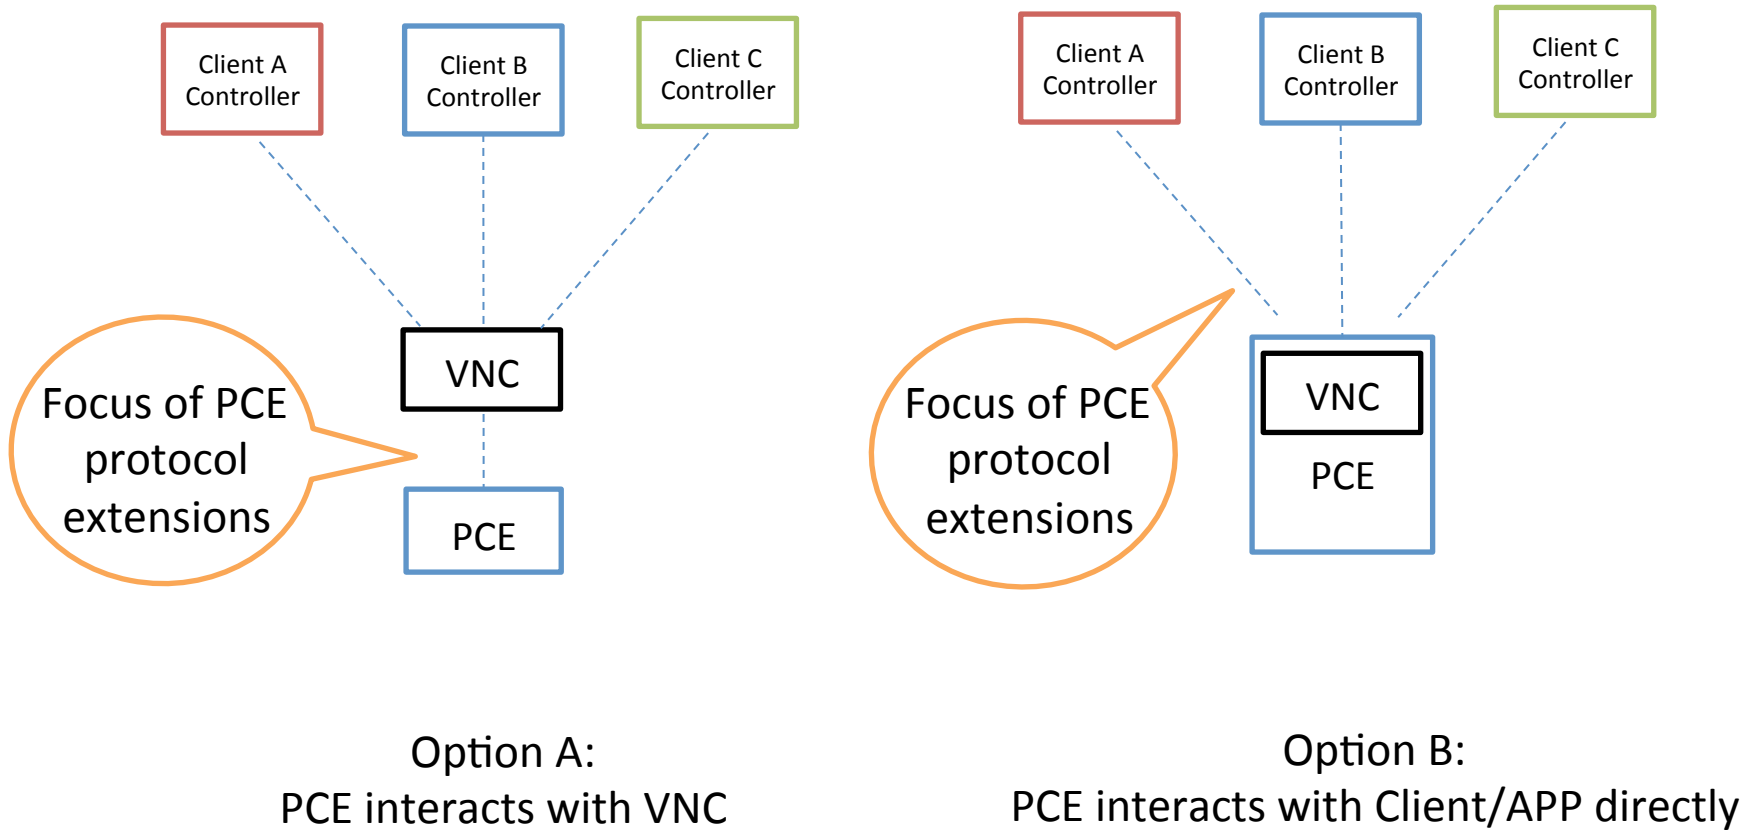 Client A
Controller
Client B
Controller
Client C
Controller
VNC
Focus of PCE
protocol
extensions
PCE
Option A:
PCE interacts with VNC
Client A
Controller
Client B
Controller
Client C
Controller
Focus of PCE
protocol
extensions
VNC
PCE
Option B:
PCE interacts with Client/APP directly